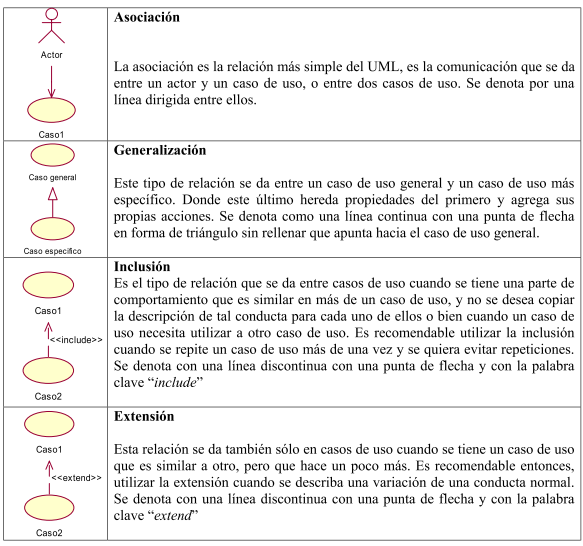 Asociación
Actor
La asociación es la relación más simple del UML, es la comunicación que se da
entre un actor y un caso de uso, o entre dos casos de uso. Se denota por una
línea dirigida entre ellos.
Caso1
Generalización
Caso general
Este tipo de relación se da entre un caso de uso general y un caso de uso más
específico. Donde este último hereda propiedades del primero y agrega sus
propias acciones. Se denota como una línea continua con una punta de flecha
en forma de triángulo sin rellenar que apunta hacia el caso de uso general.
Caso específico
Inclusión
Es el tipo de relación que se da entre casos de uso cuando se tiene una parte de
comportamiento que es similar en más de un caso de uso, y no se desea copiar
la descripción de tal conducta para cada uno de ellos o bien cuando un caso de
uso necesita utilizar a otro caso de uso. Es recomendable utilizar la inclusión
cuando se repite un caso de uso más de una vez y se quiera evitar repeticiones.
Se denota con una línea discontinua con una punta de flecha y con la palabra
clave “include”
Caso1
<<include>>
Caso2
Extensión
Caso1
Esta relación se da también sólo en casos de uso cuando se tiene un caso de uso
que es similar a otro, pero que hace un poco más. Es recomendable entonces,
utilizar la extensión cuando se describa una variación de una conducta normal.
Se denota con una línea discontinua con una punta de flecha y con la palabra
clave “extend”
<<extend>>
Caso2